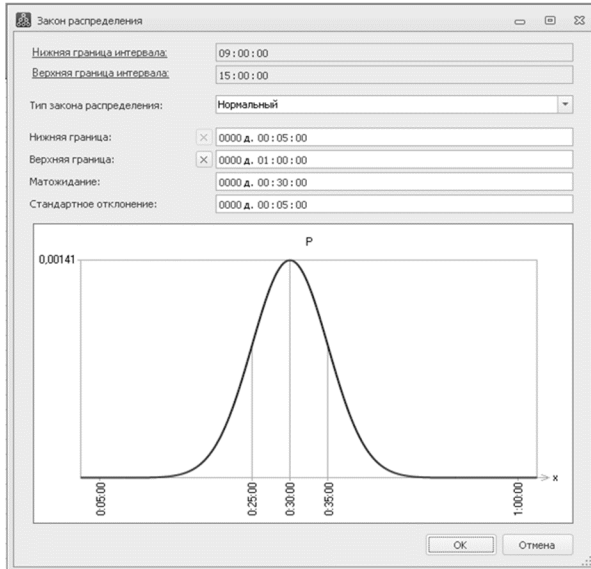 Закон распределения
Нижняя граница интервала: 09:00:00
Верхняя граница интервала: 15:00:00
Тип закона распределения: Нормальный
Нижняя граница: 0000 д. 00:05:00
Верхняя граница: 0000 д. 01:00:00
Матожидание: 0000 д. 00:30:00
Стандартное отклонение: 0000 д. 00:05:00
P
0,00141
x
0:05:00 0:25:00 0:30:00 0:35:00 1:00:00
OK Отмена